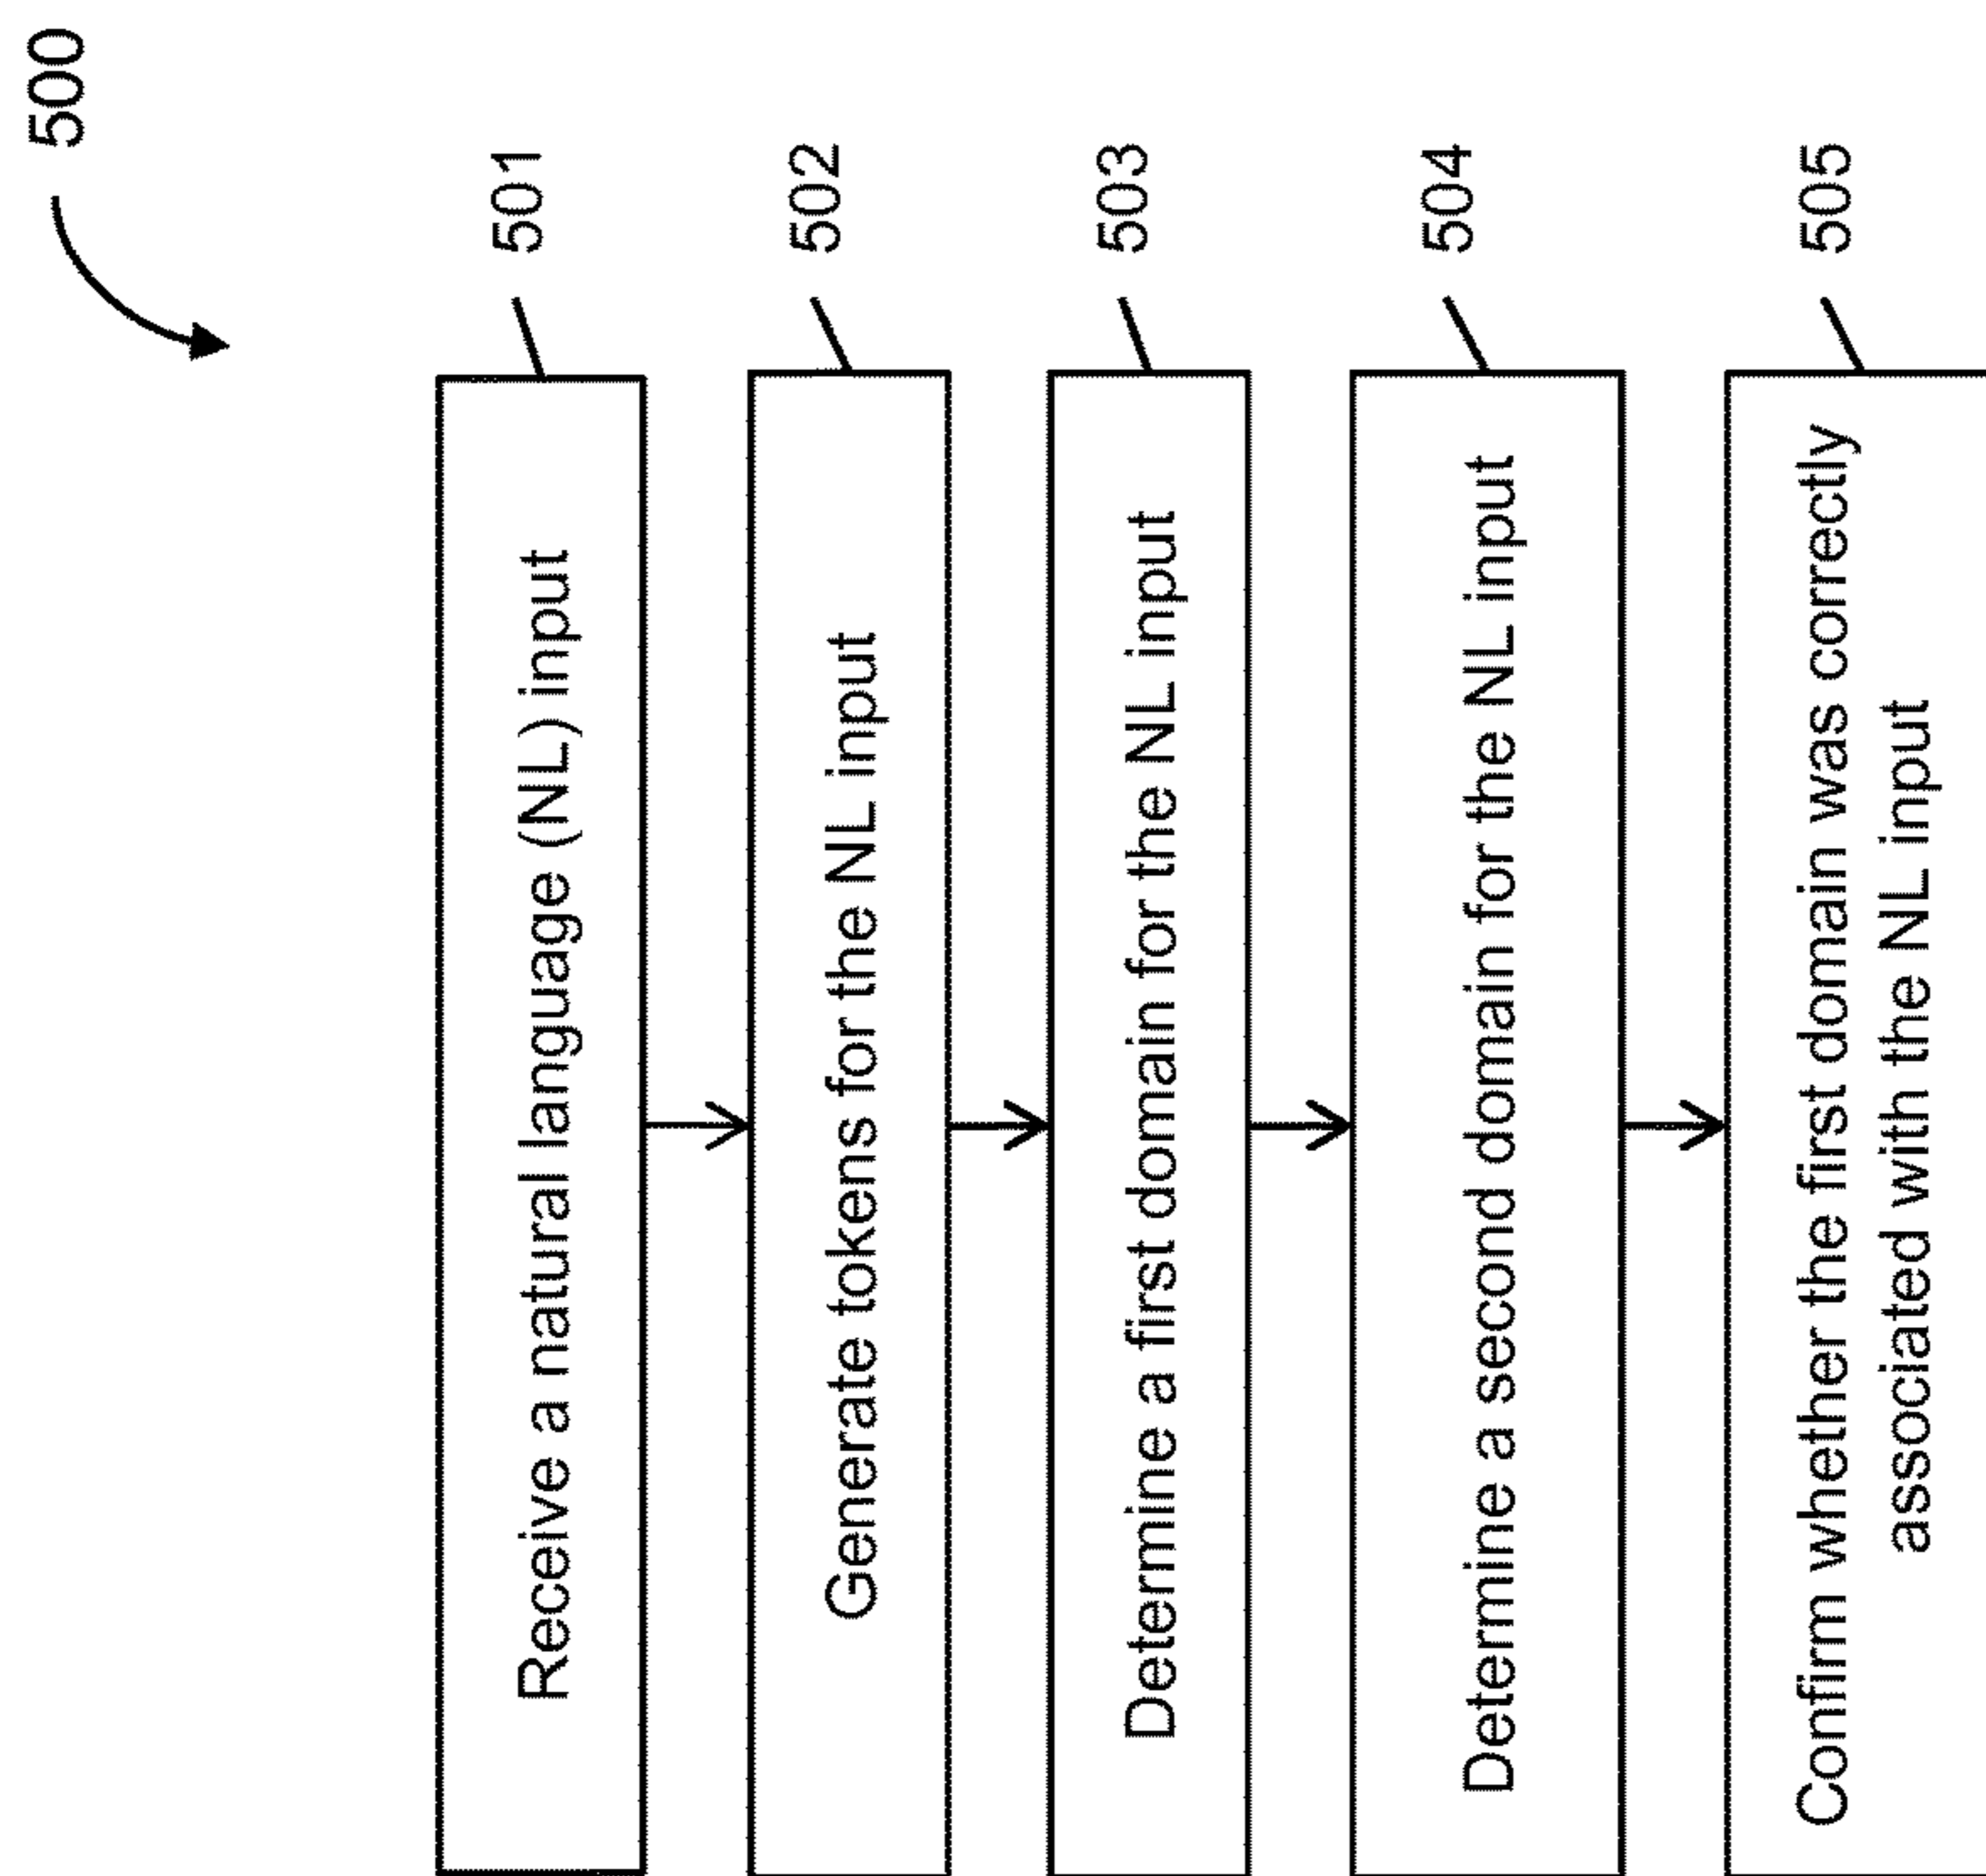 500
Receive a natural language (NL) input
501
Generate tokens for the NL input
502
Determine a first domain for the NL input
503
Determine a second domain for the NL input
504
Confirm whether the first domain was correctly
associated with the NL input
505